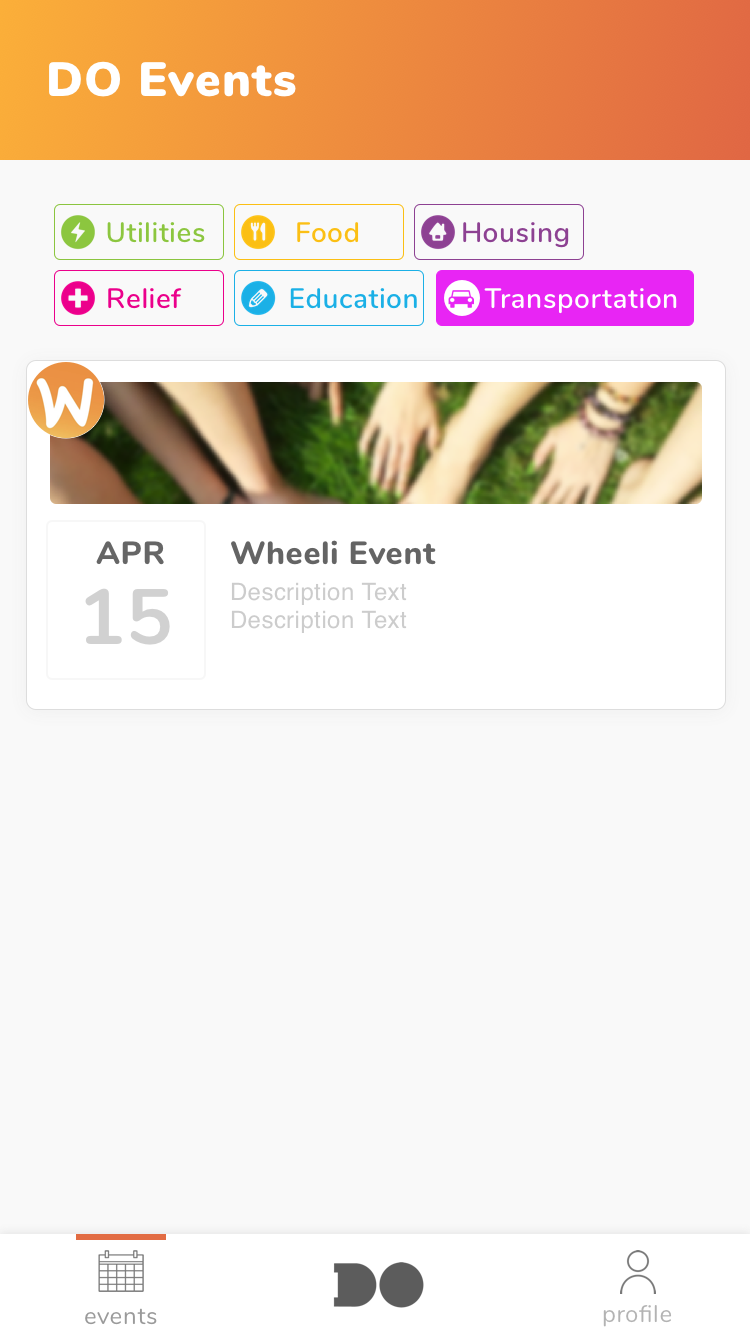 DO Events
Utilities
Food
Housing
Relief
Education
Transportation
W
APR
15
Wheeli Event
Description Text
Description Text
events
DO
profile